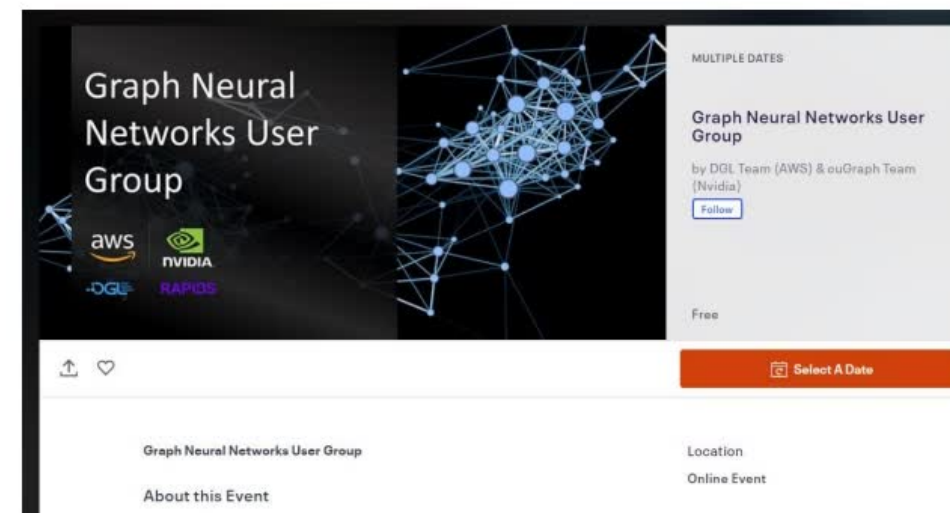 Graph Neural
Networks User
Group
aws
NVIDIA
DGL
RAPIDS
MULTIPLE DATES
Graph Neural Networks User
Group
by DGL Team (AWS) & cuGraph Team
(Nvidia)
Follow
Free
Select A Date
Graph Neural Networks User Group
About this Event
Location
Online Event